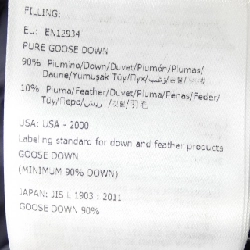 FILLING:
EU: EN12934
PURE GOOSE DOWN
90% Piumino/Down/Duvet/Plumón/Plumas/
Daune/Yumuşak Tüy/Пух/
10% Piuma/Feather/Duvet/Pluma/Penas/Feder/
Tüy/Перо/
USA: USA - 2000
Labeling standard for down and feather products
GOOSE DOWN
(MINIMUM 90% DOWN)
JAPAN: JIS L 1903 : 2011
GOOSE DOWN 90%